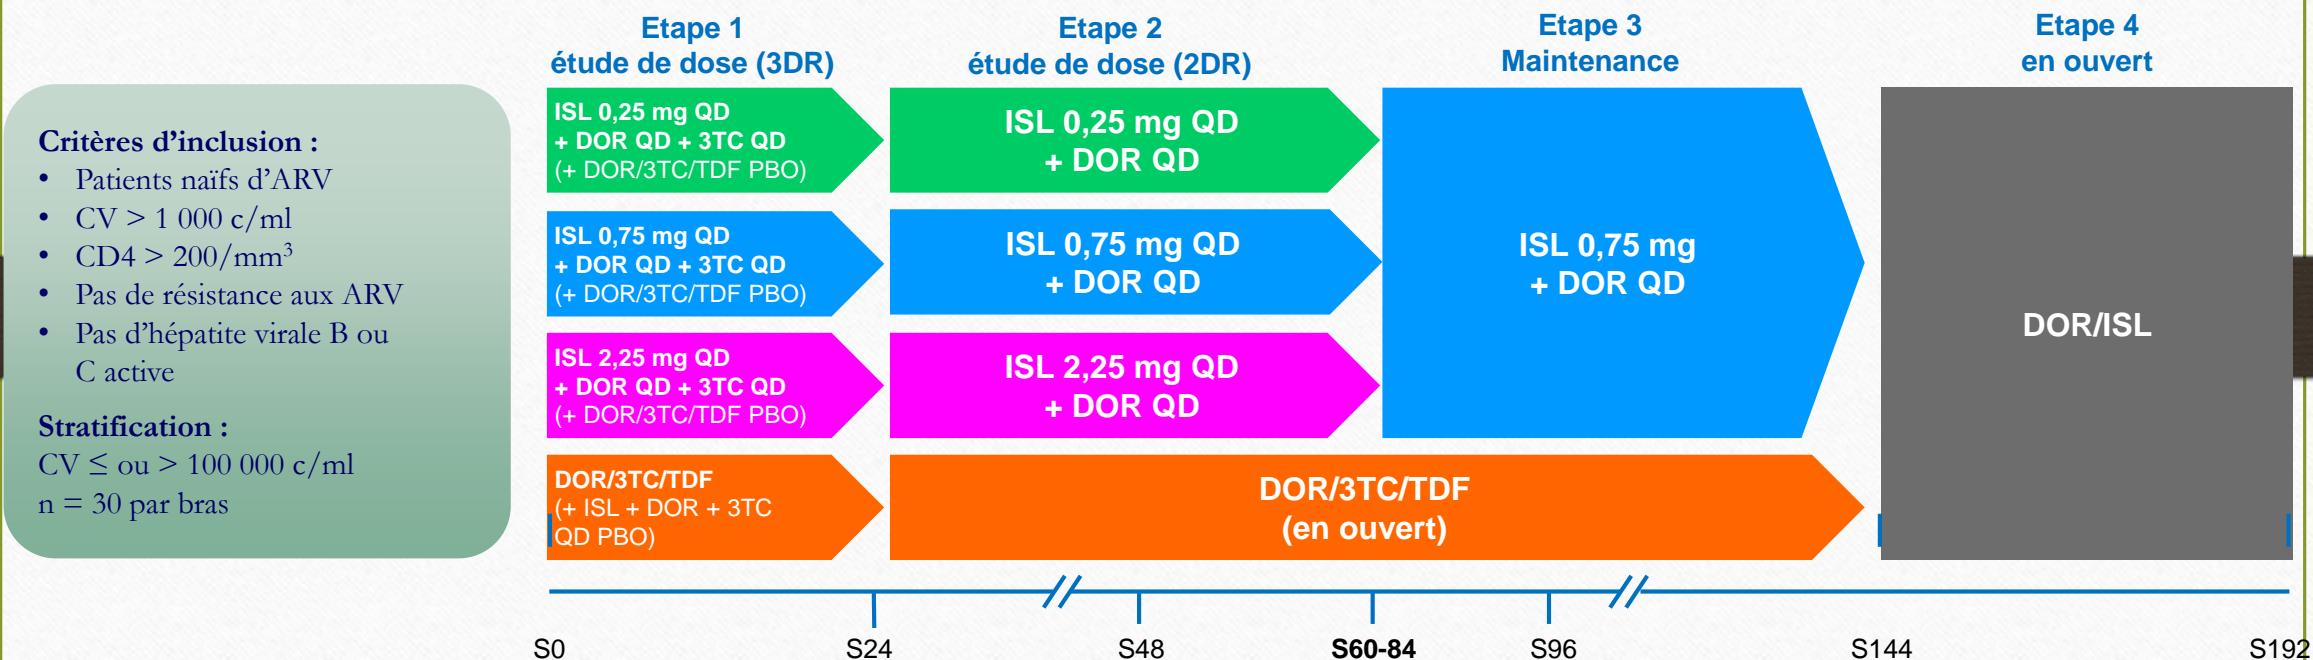 Etape 1
étude de dose (3DR)
Etape 2
étude de dose (2DR)
Etape 3
Maintenance
Etape 4
en ouvert
Critères d’inclusion :
• Patients naïfs d’ARV
• CV > 1 000 c/ml
• CD4 > 200/mm³
• Pas de résistance aux ARV
• Pas d’hépatite virale B ou
C active
Stratification :
CV ≤ ou > 100 000 c/ml
n = 30 par bras
ISL 0,25 mg QD
+ DOR QD + 3TC QD
(+ DOR/3TC/TDF PBO)
ISL 0,25 mg QD
+ DOR QD
ISL 0,75 mg QD
+ DOR QD + 3TC QD
(+ DOR/3TC/TDF PBO)
ISL 0,75 mg QD
+ DOR QD
ISL 2,25 mg QD
+ DOR QD + 3TC QD
(+ DOR/3TC/TDF PBO)
ISL 2,25 mg QD
+ DOR QD
ISL 0,75 mg
+ DOR QD
DOR/3TC/TDF
(+ ISL + DOR + 3TC
QD PBO)
DOR/3TC/TDF
(en ouvert)
DOR/ISL
S0
S24
S48
S60-84
S96
S144
S192